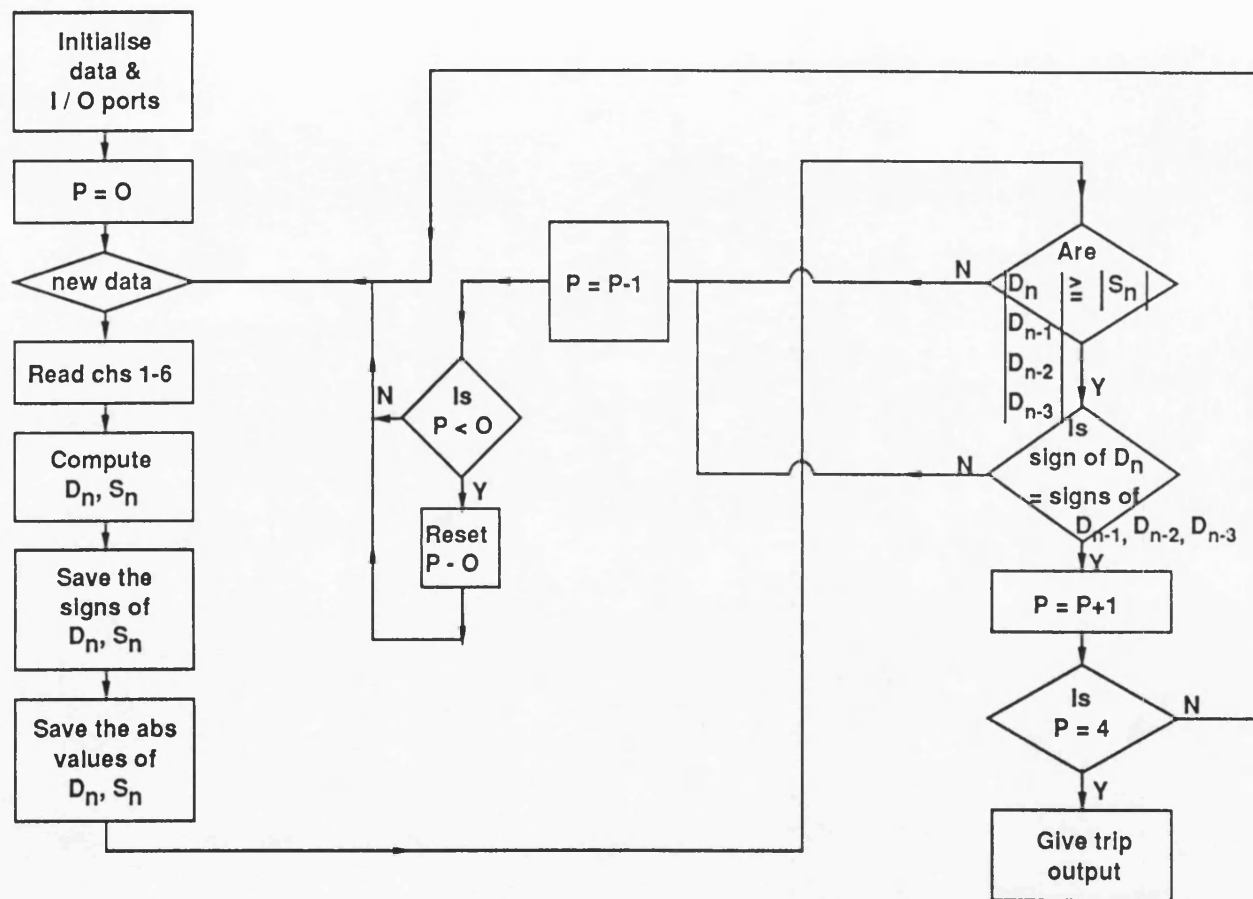 Initialise
data &
I / O ports
P = O
new data
Read chs 1-6
Compute
Dn, Sn
Save the
signs of
Dn, Sn
Save the abs
values of
Dn, Sn
P = P-1
N
Is
P < O
Y
Reset
P - O
Are
N
|Dn| ≥ |Sn|
Dn-1
Dn-2
Dn-3
Y
Is
N
sign of Dn
= signs of
Dn-1, Dn-2, Dn-3
Y
P = P+1
Is
P = 4
N
Y
Give trip
output